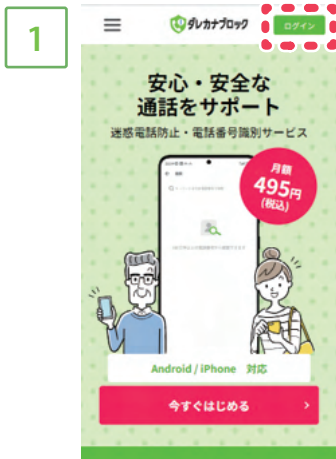 1
ダレカナブロック
ログイン
安心・安全な
通話をサポート
迷惑電話防止・電話番号識別サービス
月額
495円
(税込)
Android / iPhone 対応
今すぐはじめる